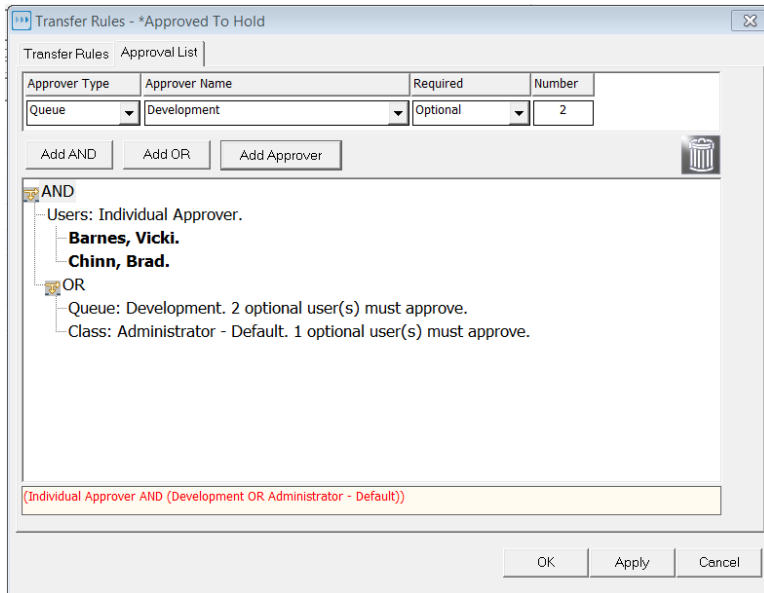 Transfer Rules - *Approved To Hold
Transfer Rules Approval List
Approver Type Approver Name Required Number
Queue Development Optional 2
Add AND Add OR Add Approver
AND
Users: Individual Approver.
Barnes, Vicki.
Chinn, Brad.
OR
Queue: Development. 2 optional user(s) must approve.
Class: Administrator - Default. 1 optional user(s) must approve.
(Individual Approver AND (Development OR Administrator - Default))
OK Apply Cancel